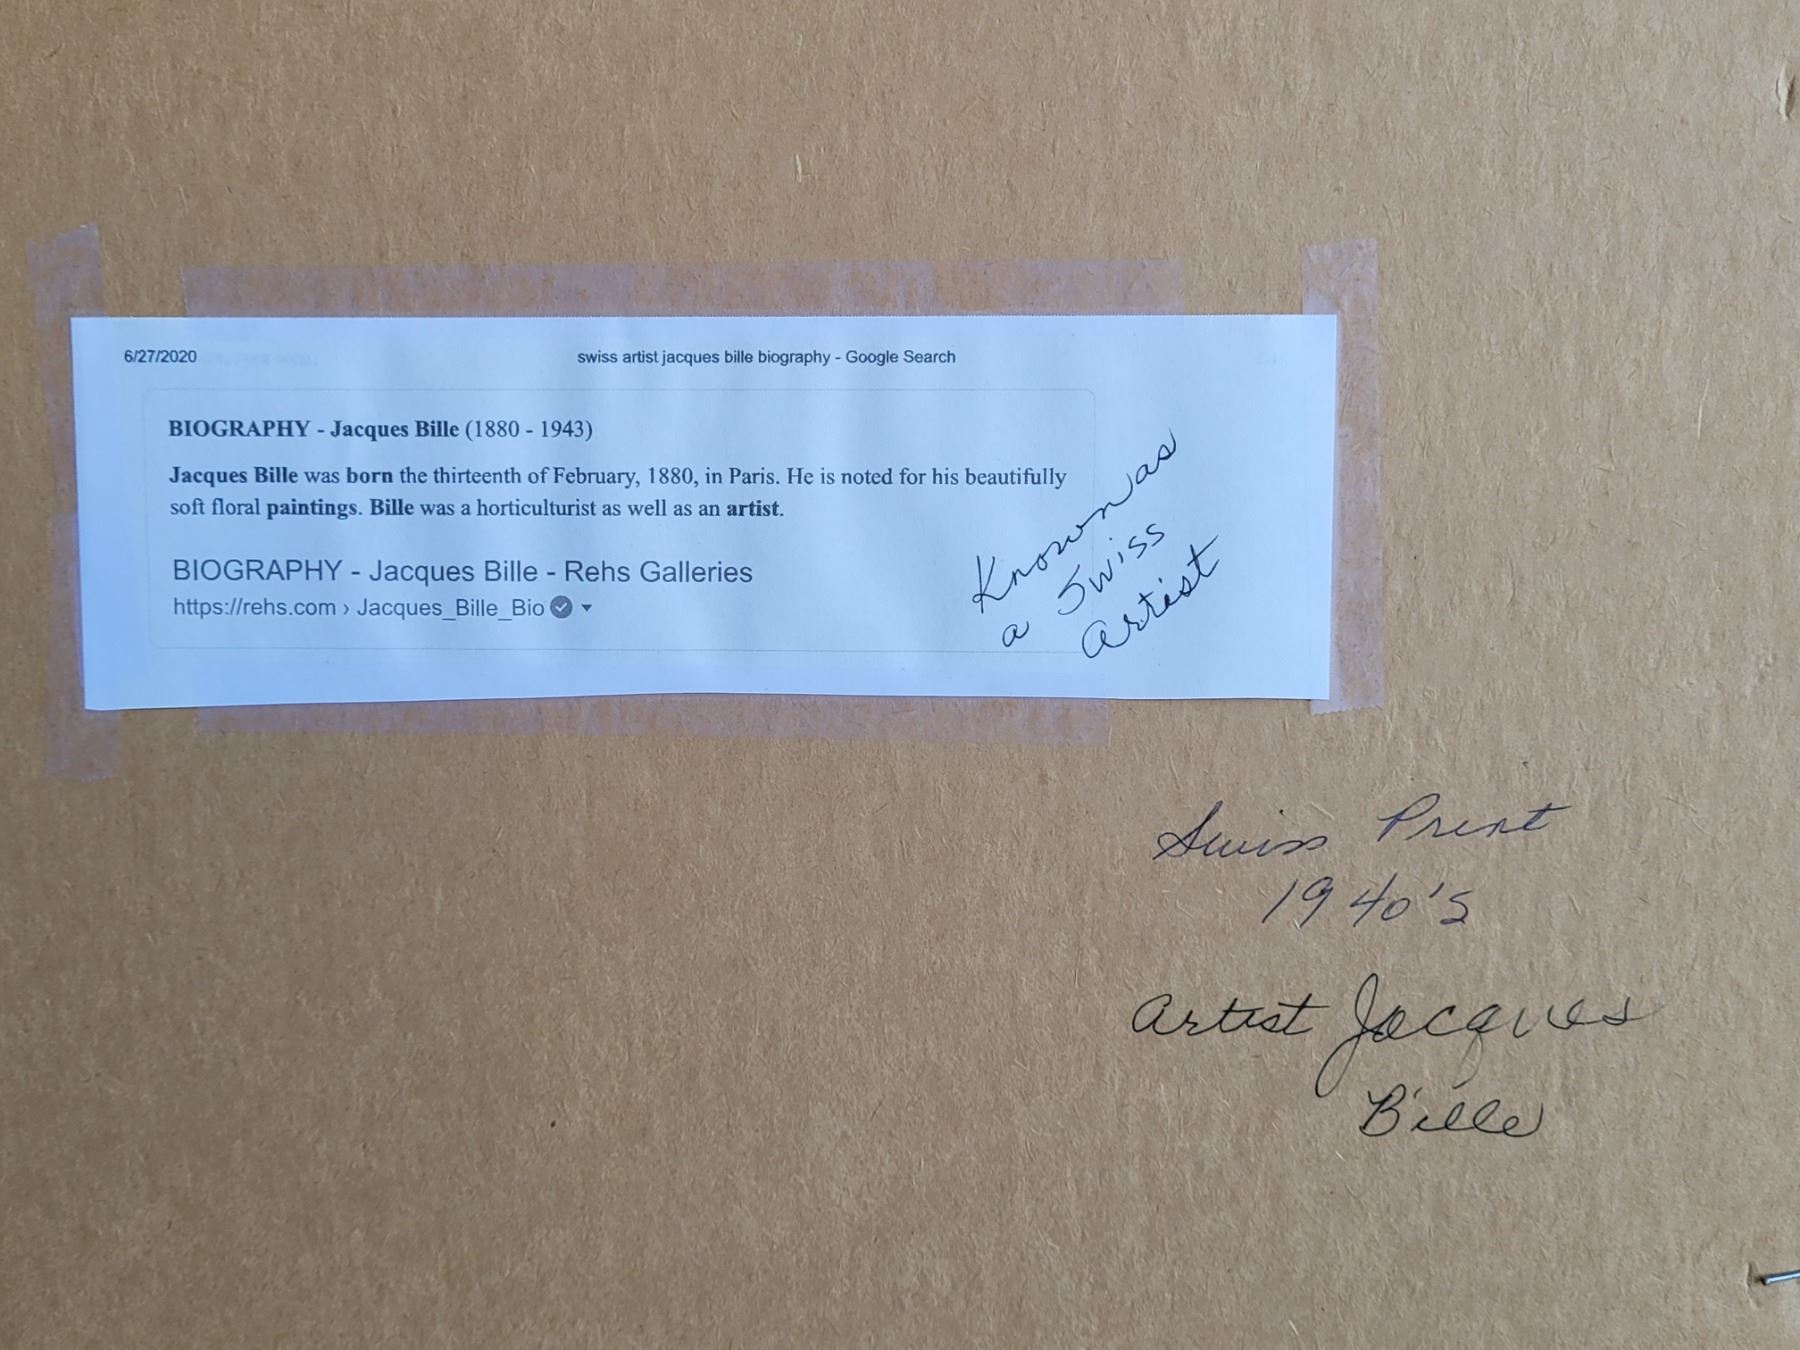 6/27/2020 swiss artist jacques bille biography - Google Search
BIOGRAPHY - Jacques Bille (1880 - 1943)
Jacques Bille was born the thirteenth of February, 1880, in Paris. He is noted for his beautifully
soft floral paintings. Bille was a horticulturist as well as an artist.
BIOGRAPHY - Jacques Bille - Rehs Galleries
https://rehs.com › Jacques_Bille_Bio
Known as
a Swiss
artist
Swiss Print
1940's
Artist Jacques
Bille